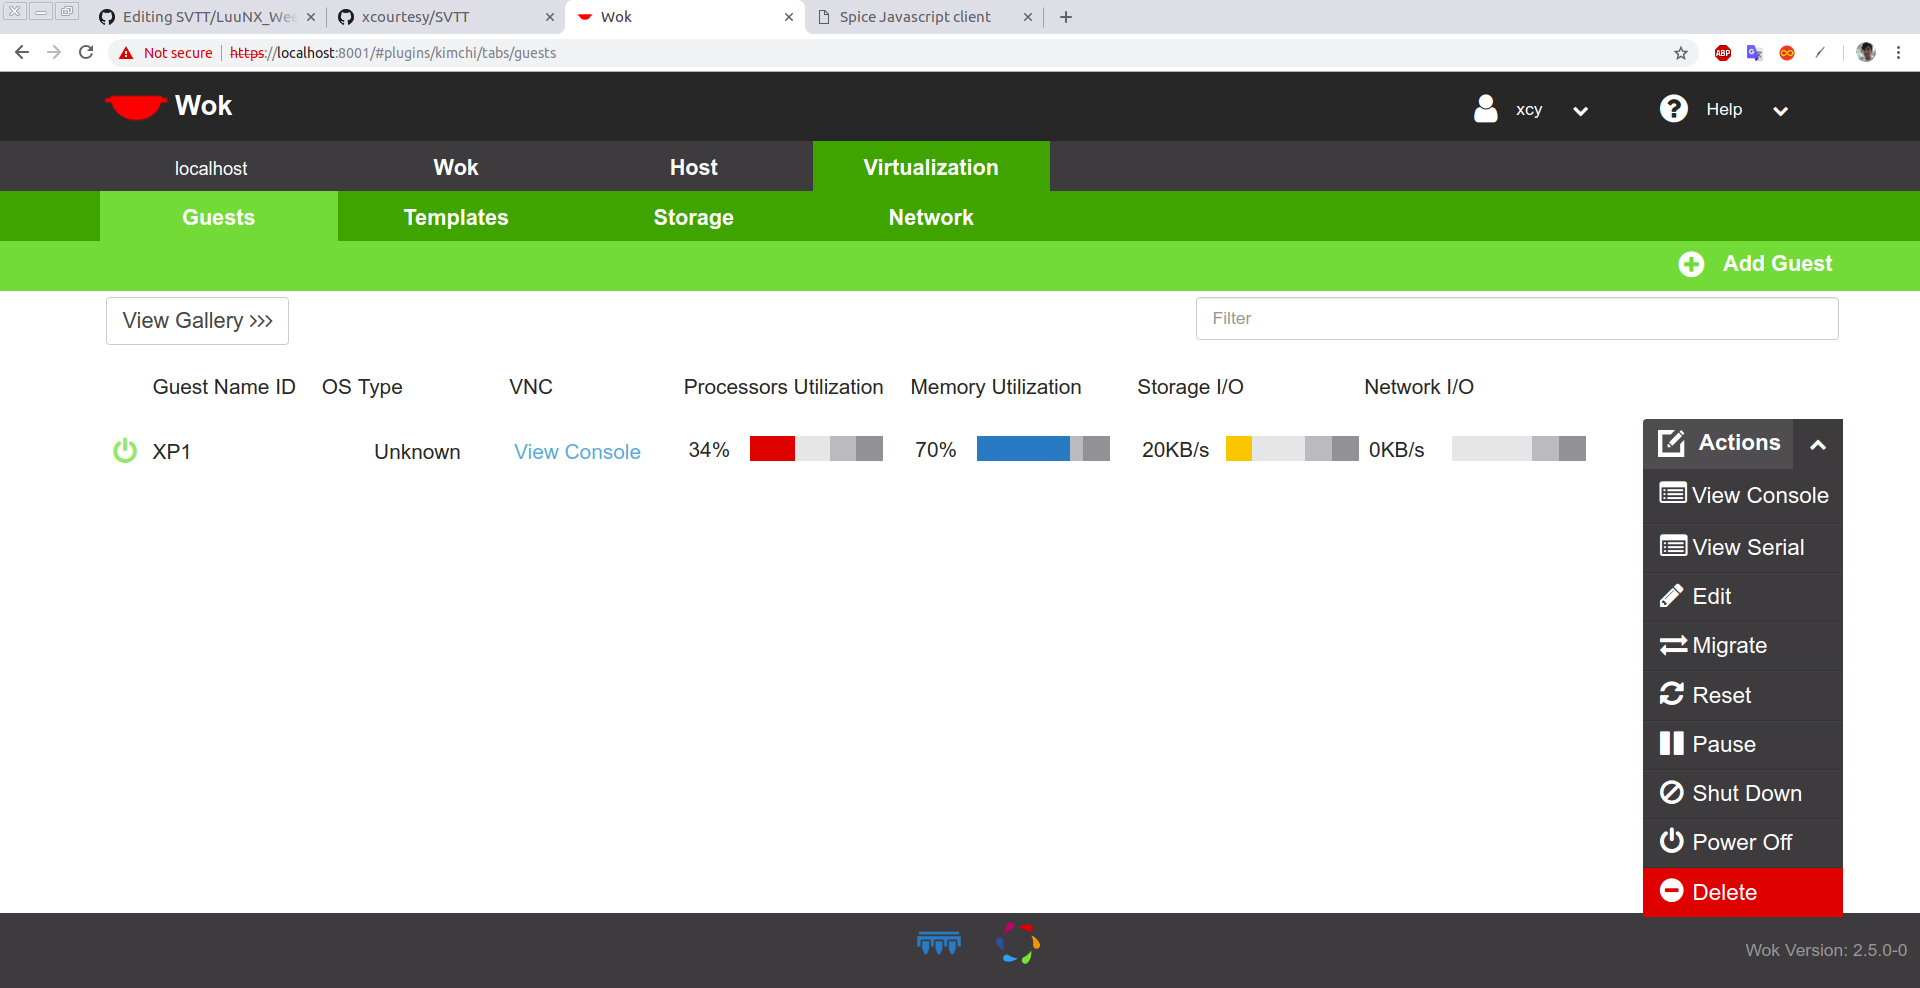 Editing SVTT/LuuNX_Wee
xcourtesy/SVTT
Wok
Spice Javascript client
Not secure
https://localhost:8001/#plugins/kimchi/tabs/guests
ABP
Wok
xcy
Help
localhost
Wok
Host
Virtualization
Guests
Templates
Storage
Network
Add Guest
View Gallery >>>
Filter
Guest Name ID
OS Type
VNC
Processors Utilization
Memory Utilization
Storage I/O
Network I/O
XP1
Unknown
View Console
34%
70%
20KB/s
0KB/s
Actions
View Console
View Serial
Edit
Migrate
Reset
Pause
Shut Down
Power Off
Delete
Wok Version: 2.5.0-0